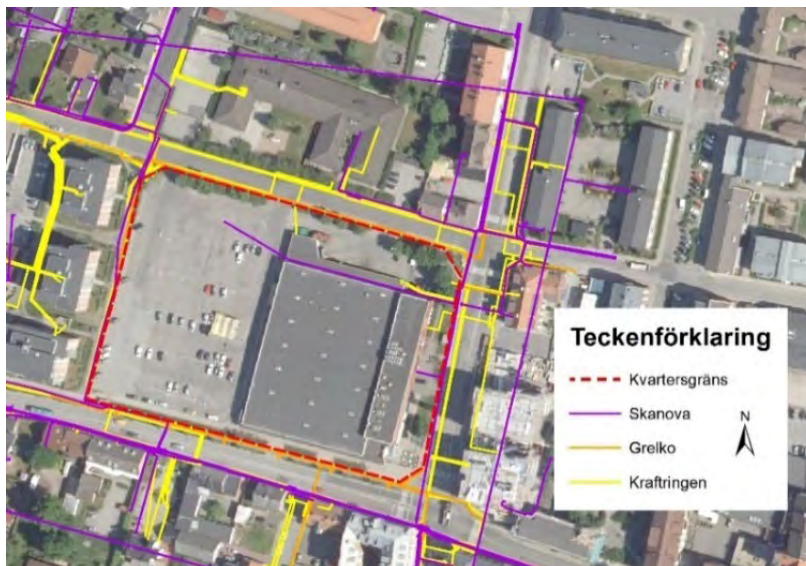 Teckenförklaring
Kvartersgräns
Skanova
Grelko
Kraftringen
N